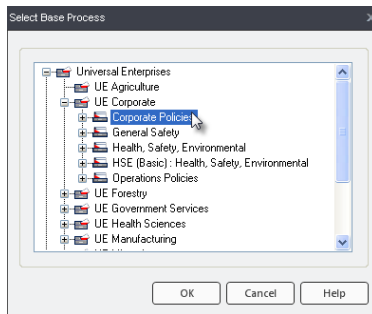 Select Base Process
Universal Enterprises
UE Agriculture
UE Corporate
Corporate Policies
General Safety
Health, Safety, Environmental
HSE (Basic) : Health, Safety, Environmental
Operations Policies
UE Forestry
UE Government Services
UE Health Sciences
UE Manufacturing
OK Cancel Help